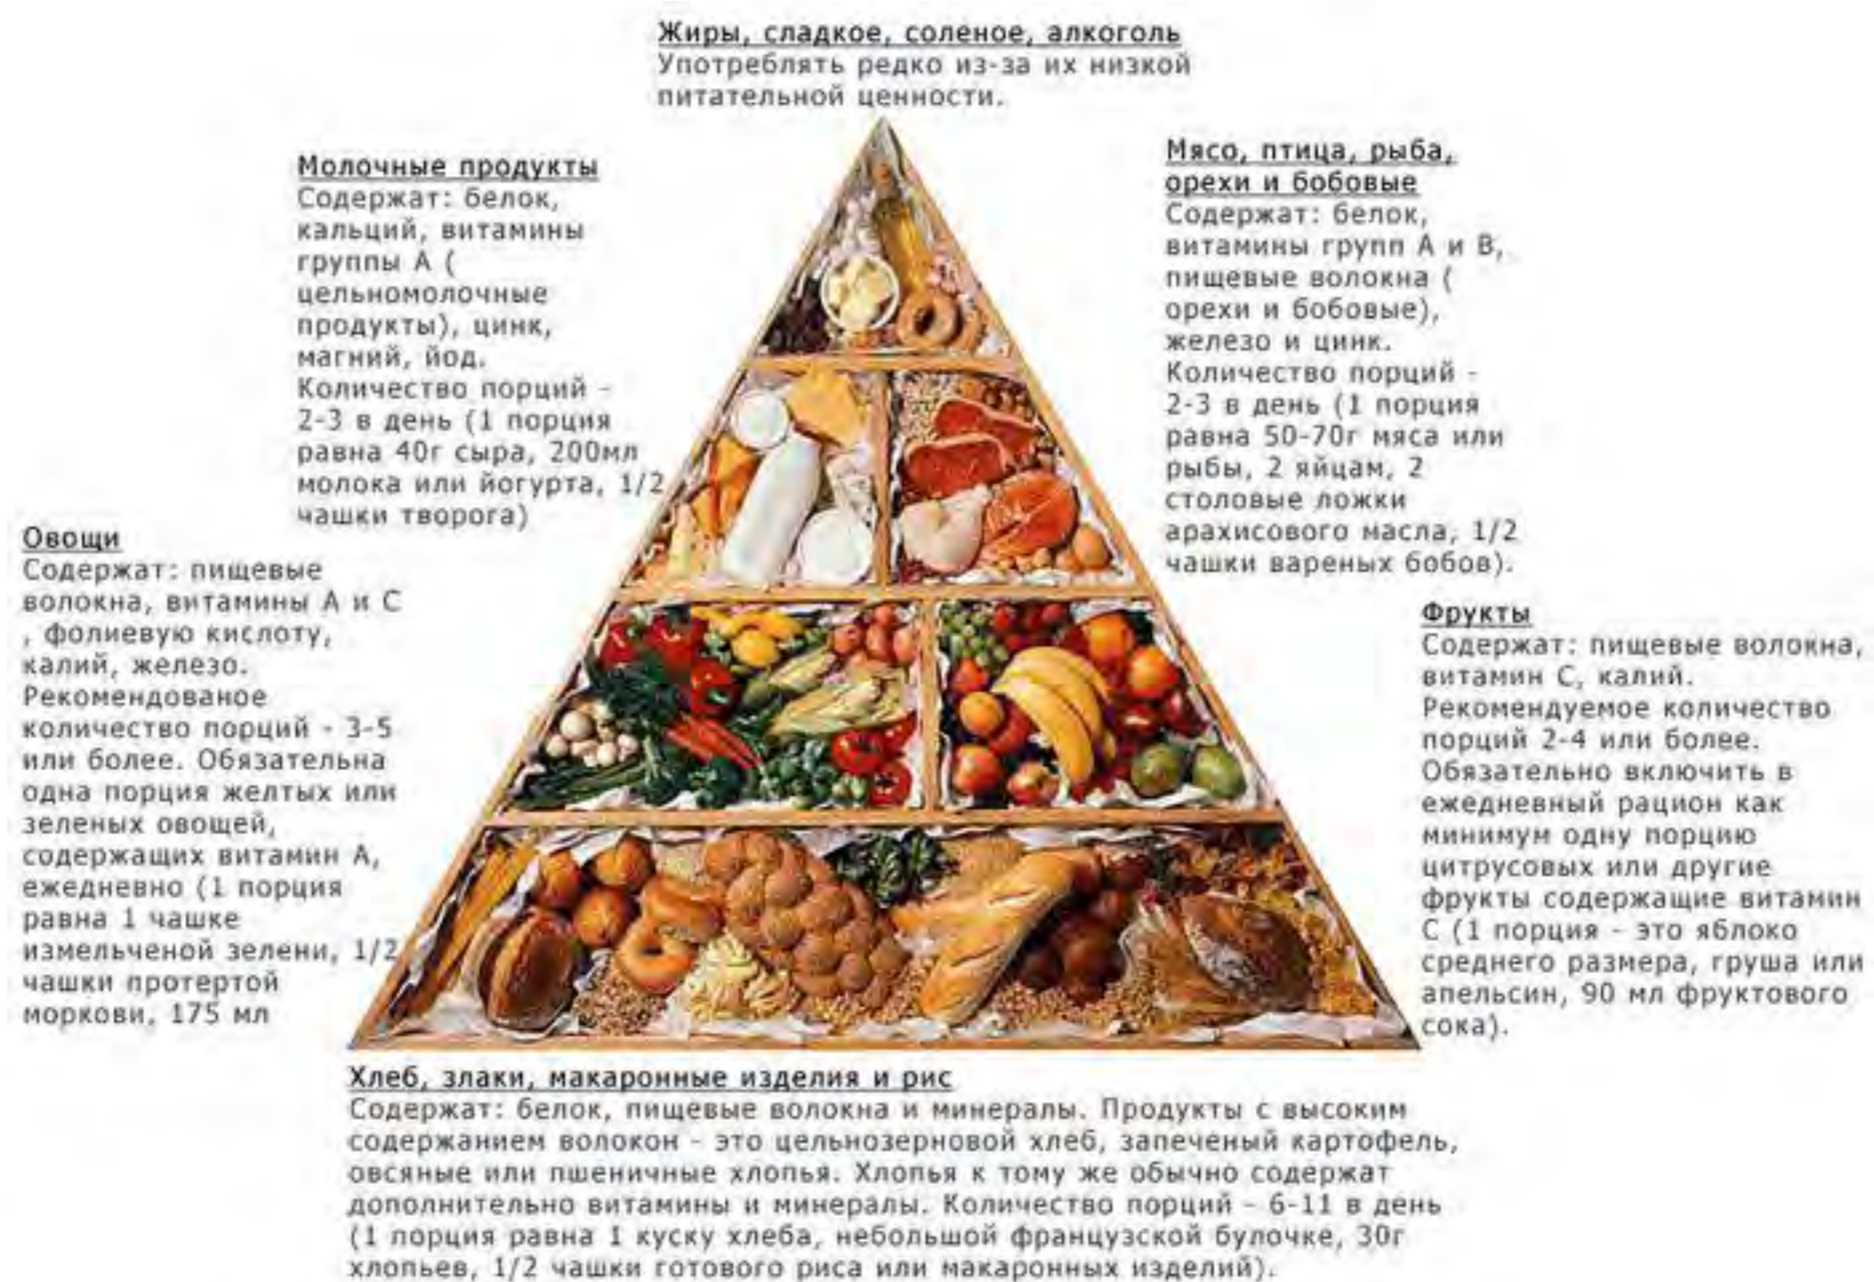 Жиры, сладкое, соленое, алкоголь
Употреблять редко из-за их низкой
питательной ценности.
Молочные продукты
Содержат: белок,
кальций, витамины
группы А (
цельномолочные
продукты), цинк,
магний, йод.
Количество порций -
2-3 в день (1 порция
равна 40г сыра, 200мл
молока или йогурта, 1/2
чашки творога)
Мясо, птица, рыба,
орехи и бобовые
Содержат: белок,
витамины групп А и В,
пищевые волокна (
орехи и бобовые),
железо и цинк.
Количество порций -
2-3 в день (1 порция
равна 50-70г мяса или
рыбы, 2 яйцам, 2
столовые ложки
арахисового масла, 1/2
чашки вареных бобов).
Овощи
Содержат: пищевые
волокна, витамины А и С
, фолиевую кислоту,
калий, железо.
Рекомендованое
количество порций - 3-5
или более. Обязательна
одна порция желтых или
зеленых овощей,
содержащих витамин А,
ежедневно (1 порция
равна 1 чашке
измельченой зелени, 1/2
чашки протертой
моркови, 175 мл
Фрукты
Содержат: пищевые волокна,
витамин С, калий.
Рекомендуемое количество
порций 2-4 или более.
Обязательно включить в
ежедневный рацион как
минимум одну порцию
цитрусовых или другие
фрукты содержащие витамин
С (1 порция - это яблоко
среднего размера, груша или
апельсин, 90 мл фруктового
сока).
Хлеб, злаки, макаронные изделия и рис
Содержат: белок, пищевые волокна и минералы. Продукты с высоким
содержанием волокон - это цельнозерновой хлеб, запеченый картофель,
овсяные или пшеничные хлопья. Хлопья к тому же обычно содержат
дополнительно витамины и минералы. Количество порций - 6-11 в день
(1 порция равна 1 куску хлеба, небольшой французской булочке, 30г
хлопьев, 1/2 чашки готового риса или макаронных изделий).